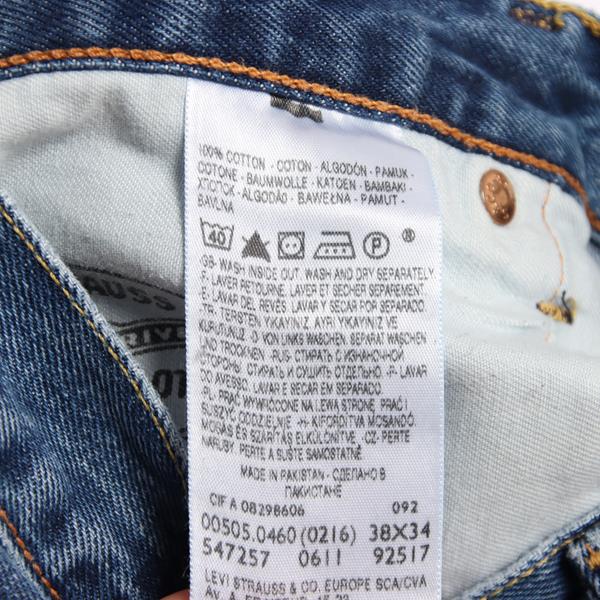 100% COTTON - COTON - ALGODÓN - PAMUK -
COTONE - BAUMWOLLE - KATOEN - BAMBAKI -
ХЛОПОК - ALGODÃO - BAWEŁNA - PAMUT -
BAVLNA
40 P ®
-GB- WASH INSIDE OUT. WASH AND DRY SEPARATELY.
-F- LAVER RETOURNE. LAVER ET SECHER SEPAREMENT.
-E- LAVAR DEL REVÉS. LAVAR Y SECAR POR SEPARADO.
-TR- TERSTEN YIKAYINIZ. AYRI YIKAYINIZ VE
KURUTUNUZ. -D- VON LINKS WASCHEN. SEPARAT WASCHEN
UND TROCKNEN. -RUS- СТИРАТЬ С ИЗНАНОЧНОЙ
СТОРОНЫ. СТИРАТЬ И СУШИТЬ ОТДЕЛЬНО. -P- LAVAR
DO AVESSO. LAVAR E SECAR EM SEPARADO.
-PL- PRAĆ WYWRÓCONE NA LEWĄ STRONĘ. PRAĆ I
SUSZYĆ ODDZIELNIE. -H- KIFORDÍTVA MOSANDÓ.
MOSÁS ÉS SZÁRÍTÁS ELKÜLÖNÍTVE. -CZ- PERTE
NARUBY. PERTE A SUŠTE SAMOSTATNĚ.
MADE IN PAKISTAN - СДЕЛАНО В
ПАКИСТАНЕ
CIF A 08298606 092
00505.0460 (0216) 38X34
547257 0611 92517
LEVI STRAUSS & CO. EUROPE SCA/CVA
AUSS
RIVE